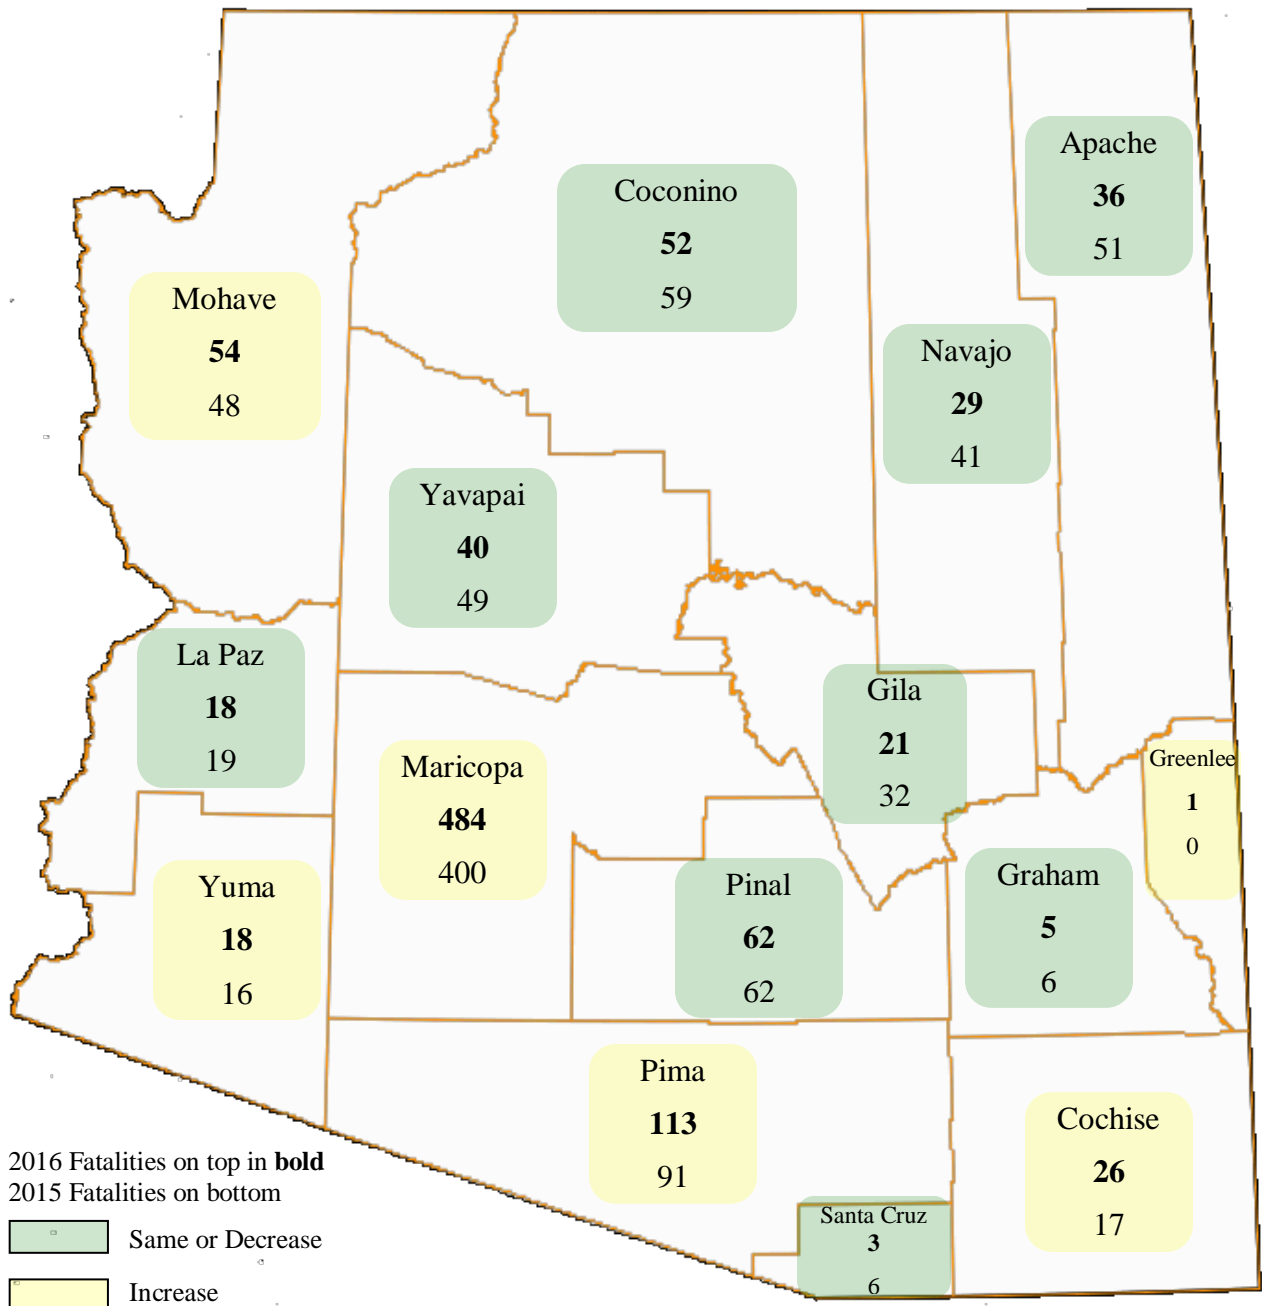 Apache
36
51
Coconino
52
59
Mohave
54
48
Navajo
29
41
Yavapai
40
49
La Paz
18
19
Gila
21
32
Maricopa
484
400
Greenlee
1
0
Yuma
18
16
Pinal
62
62
Graham
5
6
Pima
113
91
Cochise
26
17
Santa Cruz
3
6
2016 Fatalities on top in bold
2015 Fatalities on bottom
Same or Decrease
Increase